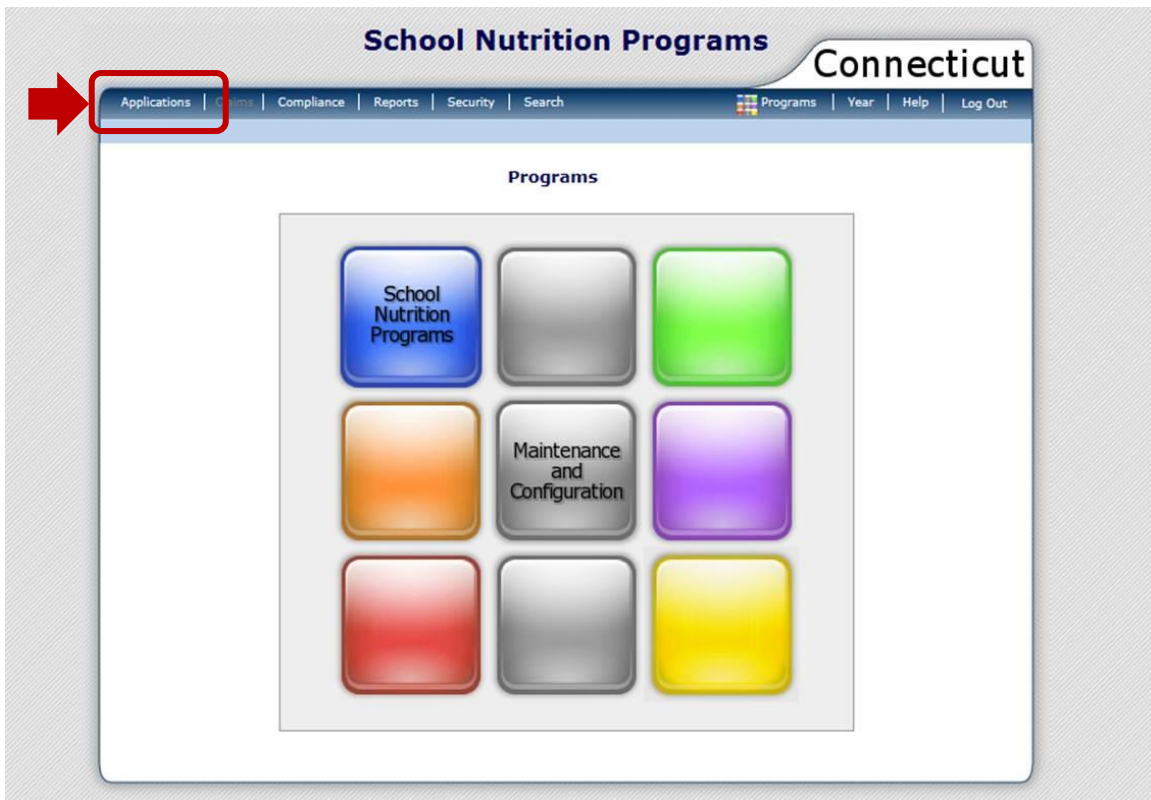 School Nutrition Programs
Connecticut
Applications | Claims | Compliance | Reports | Security | Search Programs | Year | Help | Log Out
Programs
School
Nutrition
Programs
Maintenance
and
Configuration